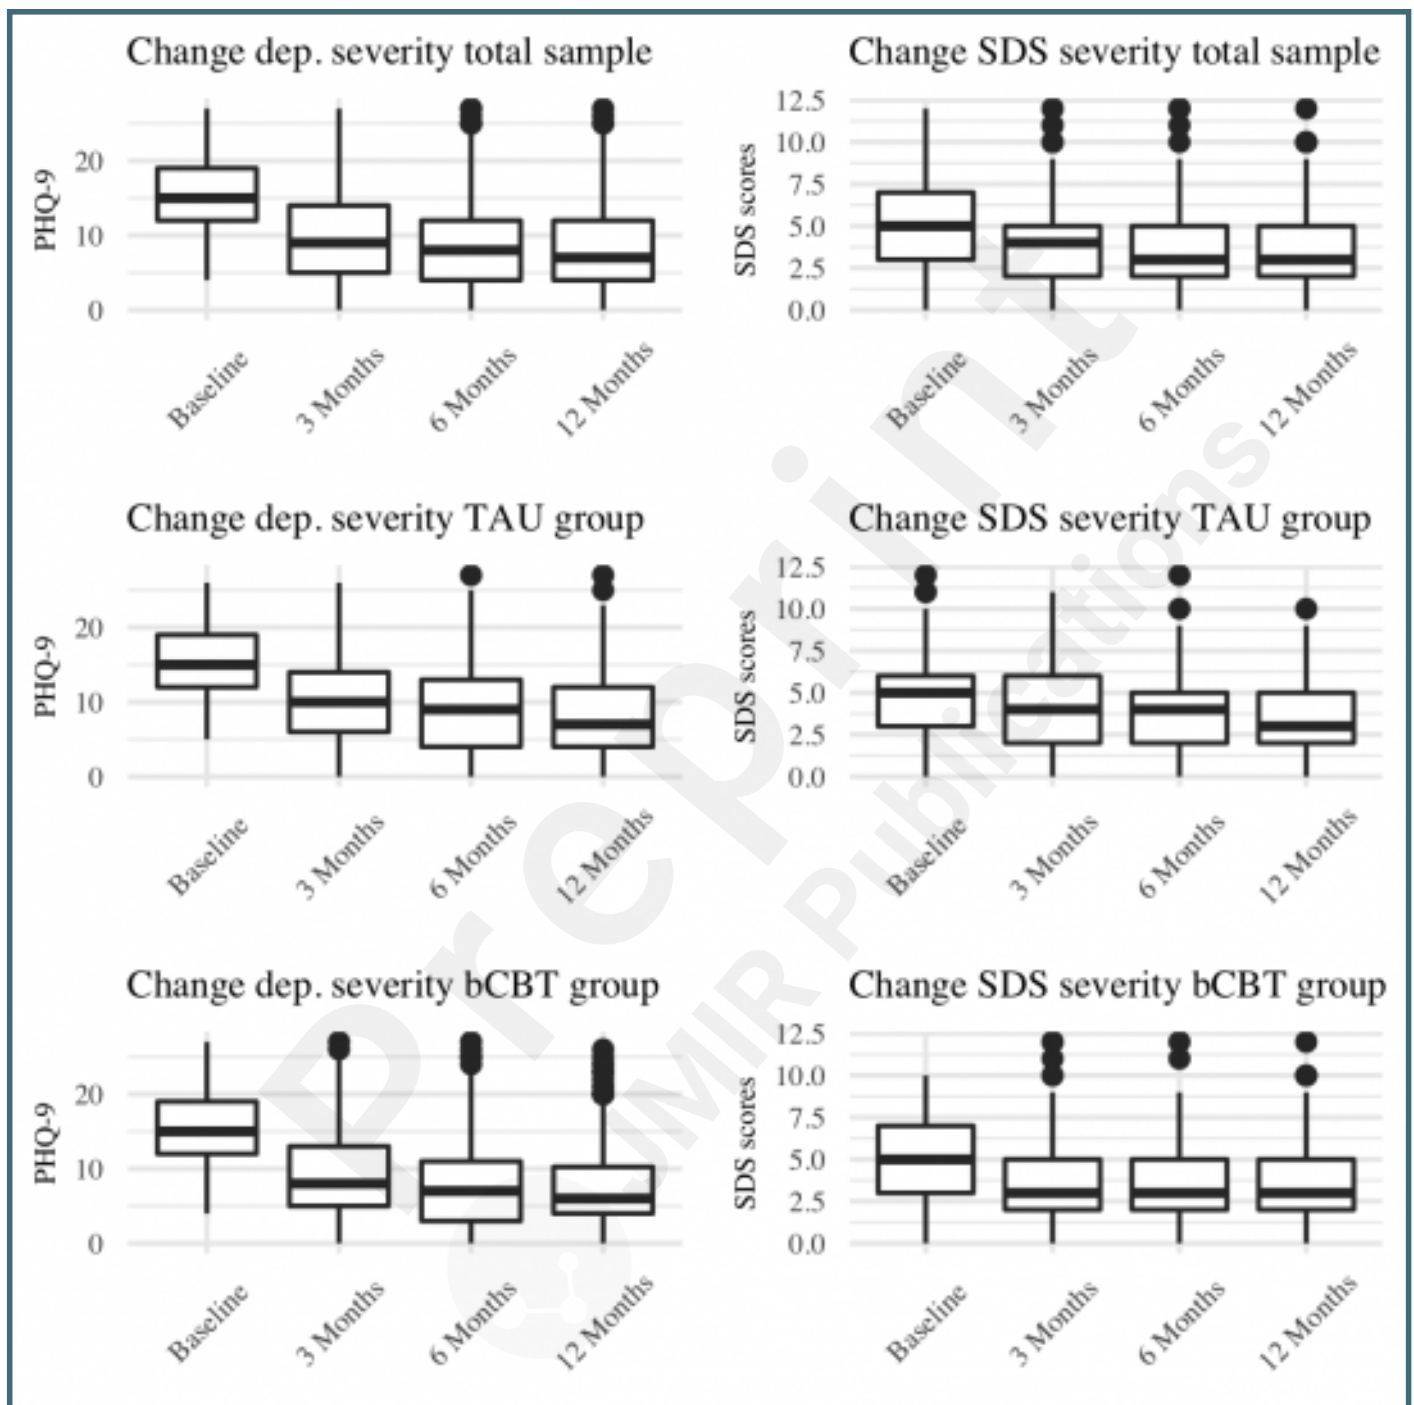 Change dep. severity total sample
PHQ-9
20
10
0
Baseline
3 Months
6 Months
12 Months
Change SDS severity total sample
SDS scores
12.5
10.0
7.5
5.0
2.5
0.0
Baseline
3 Months
6 Months
12 Months
Change dep. severity TAU group
PHQ-9
20
10
0
Baseline
3 Months
6 Months
12 Months
Change SDS severity TAU group
SDS scores
12.5
10.0
7.5
5.0
2.5
0.0
Baseline
3 Months
6 Months
12 Months
Change dep. severity bCBT group
PHQ-9
20
10
0
Baseline
3 Months
6 Months
12 Months
Change SDS severity bCBT group
SDS scores
12.5
10.0
7.5
5.0
2.5
0.0
Baseline
3 Months
6 Months
12 Months
Preprint
JMIR Publications